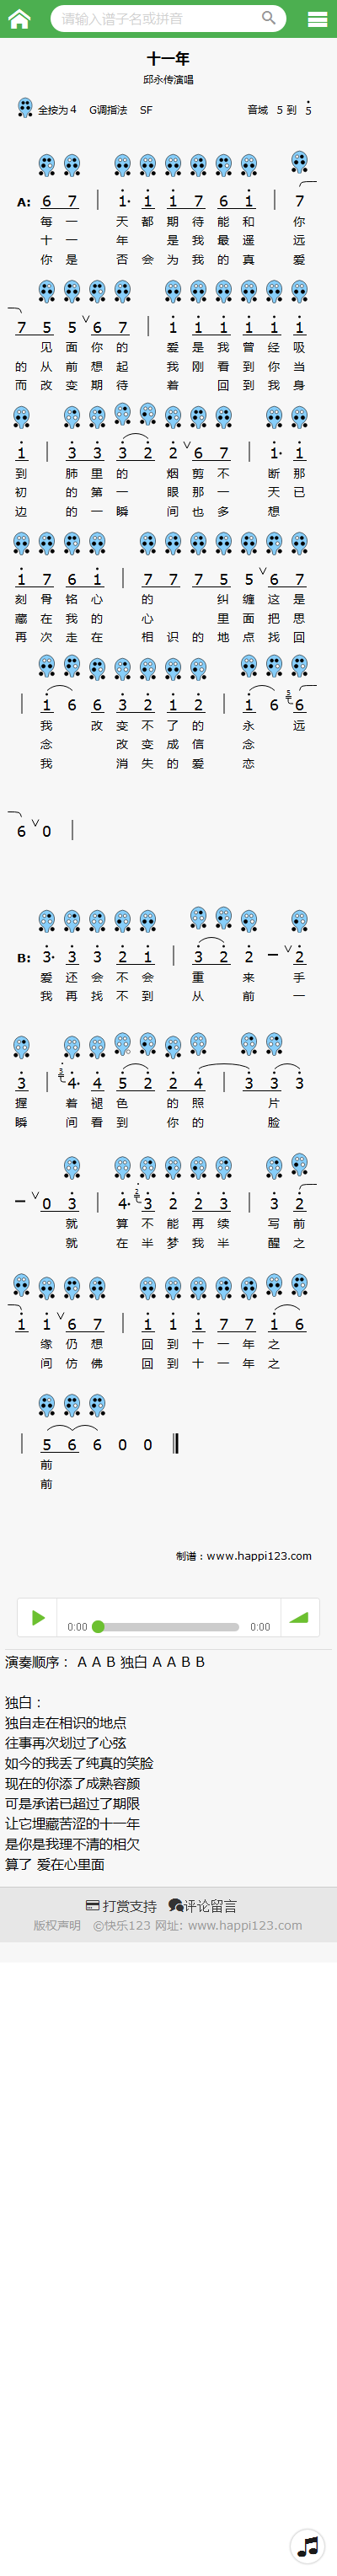 请输入谱子名或拼音
十一年
邱永传演唱
全按为４ G调指法 SF 音域 5 到 5
A: 6 7 | 1· 1 1 7 6 1 | 7
每 一 天 都 期 待 能 和 你
十 一 年 是 我 最 遥 远
你 是 否 会 为 我 的 真 爱
7 5 5 ∨ 6 7 | 1 1 1 1 1 1
见 面 你 的 爱 是 我 曾 经 吸
的 从 前 想 起 我 刚 看 到 你 当
而 改 变 期 待 着 回 到 我 身
1 | 3 3 3 2 2 ∨ 6 7 | 1· 1
到 肺 里 的 烟 剪 不 断 那
初 的 第 一 眼 那 一 天 已
边 的 一 瞬 间 也 多 想
1 7 6 1 | 7 7 7 5 5 ∨ 6 7
刻 骨 铭 心 的 纠 缠 这 是
藏 在 我 的 心 里 面 把 思
再 次 走 在 相 识 的 地 点 找 回
| 1 6 6 3 2 1 2 | 1 6 5 6
我 改 变 不 了 的 永 远
念 改 变 成 信 念
我 消 失 的 爱 恋
6 ∨ 0 |
B: 3· 3 3 2 1 | 3 2 2 － ∨ 2
爱 还 会 不 会 重 来 手
我 再 找 不 到 从 前 一
3 | 3 4· 4 5 2 2 4 | 3 3 3
握 着 褪 色 的 照 片
瞬 间 看 到 你 的 脸
－ ∨ 0 3 | 4· 2 3 2 2 3 | 3 2
就 算 不 能 再 续 写 前
就 在 半 梦 我 半 醒 之
1 1 ∨ 6 7 | 1 1 1 7 7 1 6
缘 仍 想 回 到 十 一 年 之
间 仿 佛 回 到 十 一 年 之
| 5 6 6 0 0
前
前
制谱：www.happi123.com
0:00 0:00
演奏顺序： A A B 独白 A A B B
独白：
独自走在相识的地点
往事再次划过了心弦
如今的我丢了纯真的笑脸
现在的你添了成熟容颜
可是承诺已超过了期限
让它埋藏苦涩的十一年
是你是我理不清的相欠
算了 爱在心里面
打赏支持 评论留言
版权声明 ©快乐123 网址: www.happi123.com